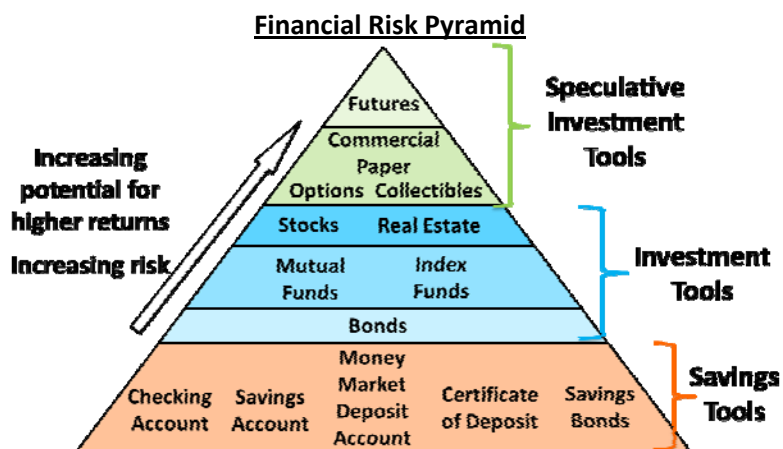 Financial Risk Pyramid
Futures
Commercial
Paper
Options Collectibles
Stocks Real Estate
Mutual Index
Funds Funds
Bonds
Money
Market
Checking Savings Deposit Certificate Savings
Account Account Account of Deposit Bonds
Increasing
potential for
higher returns
Increasing risk
Speculative
Investment
Tools
Investment
Tools
Savings
Tools